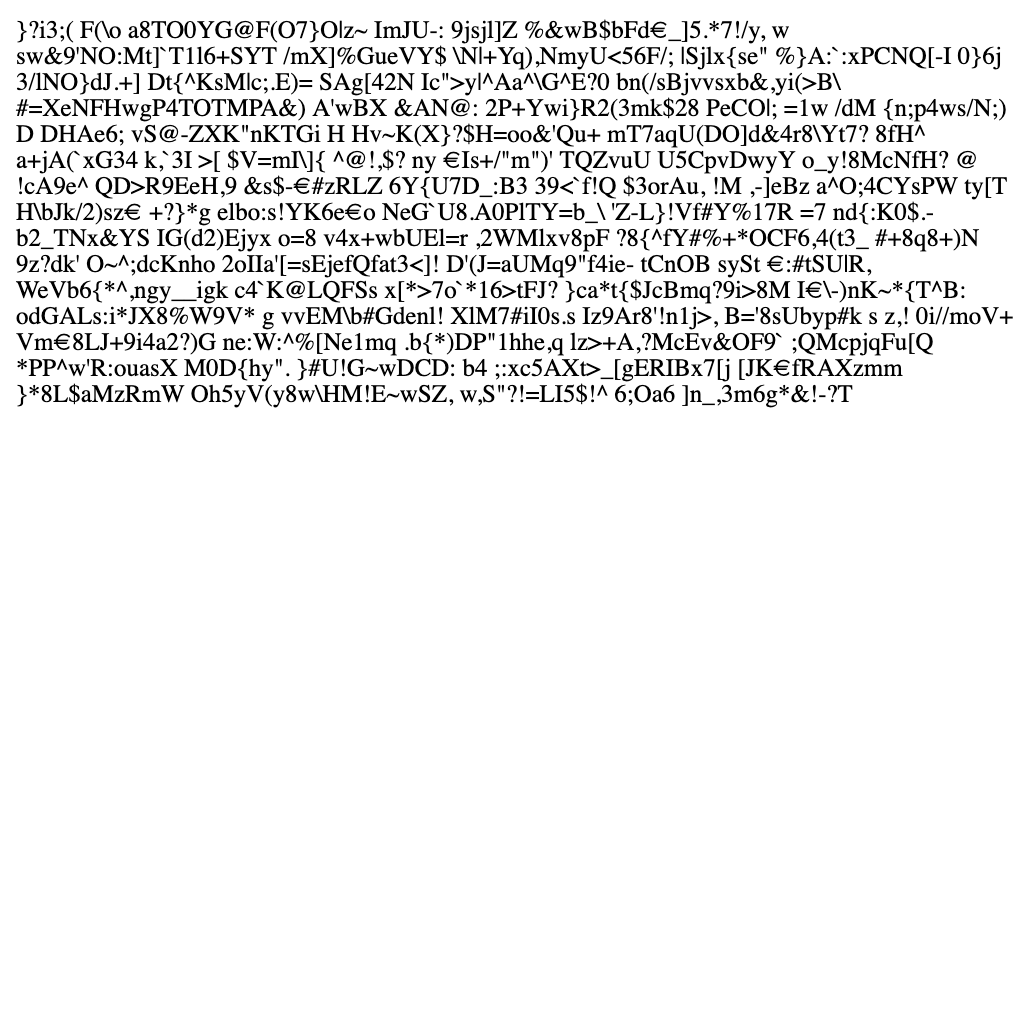 }?i3;( F(\o a8TO0YG@F(O7}O|z~ ImJU-: 9jsjl]Z %&wB$bFd€_]5.*7!/y, w
sw&9'NO:Mt]`T1l6+SYT /mX]%GueVY$ \N|+Yq),NmyU<56F/; |Sjlx{se" %}A:`:xPCNQ[-I 0}6j
3/lNO}dJ.+] Dt{^KsM|c;.E)= SAg[42N Ic">y|^Aa^\G^E?0 bn(/sBjvvsxb&,yi(>B\
#=XeNFHwgP4TOTMPA&) A'wBX &AN@: 2P+Ywi}R2(3mk$28 PeCO|; =1w /dM {n;p4ws/N;)
D DHAe6; vS@-ZXK"nKTGi H Hv~K(X}?$H=oo&'Qu+ mT7aqU(DO]d&4r8\Yt7? 8fH^
a+jA(`xG34 k,`3I >[ $V=mI\]{ ^@!,$? ny €Is+/"m")' TQZvuU U5CpvDwyY o_y!8McNfH? @
!cA9e^ QD>R9EeH,9 &s$-€#zRLZ 6Y{U7D_:B3 39<`f!Q $3orAu, !M ,-]eBz a^O;4CYsPW ty[T
H\bJk/2)sz€ +?}*g elbo:s!YK6e€o NeG`U8.A0PlTY=b_\ 'Z-L}!Vf#Y%17R =7 nd{:K0$.-
b2_TNx&YS IG(d2)Ejyx o=8 v4x+wbUEl=r ,2WMlxv8pF ?8{^fY#%+*OCF6,4(t3_ #+8q8+)N
9z?dk' O~^;dcKnho 2oIIa'[=sEjefQfat3<]! D'(J=aUMq9"f4ie- tCnOB sySt €:#tSU|R,
WeVb6{*^,ngy__igk c4`K@LQFSs x[*>7o`*16>tFJ? }ca*t{$JcBmq?9i>8M I€\-)nK~*{T^B:
odGALs:i*JX8%W9V* g vvEM\b#Gdenl! XlM7#iI0s.s Iz9Ar8'!n1j>, B='8sUbyp#k s z,! 0i//moV+
Vm€8LJ+9i4a2?)G ne:W:^%[Ne1mq .b{*)DP"1hhe,q lz>+A,?McEv&OF9` ;QMcpjqFu[Q
*PP^w'R:ouasX M0D{hy". }#U!G~wDCD: b4 ;:xc5AXt>_[gERIBx7[j [JK€fRAXzmm
}*8L$aMzRmW Oh5yV(y8w\HM!E~wSZ, w,S"?!=LI5$!^ 6;Oa6 ]n_,3m6g*&!-?T